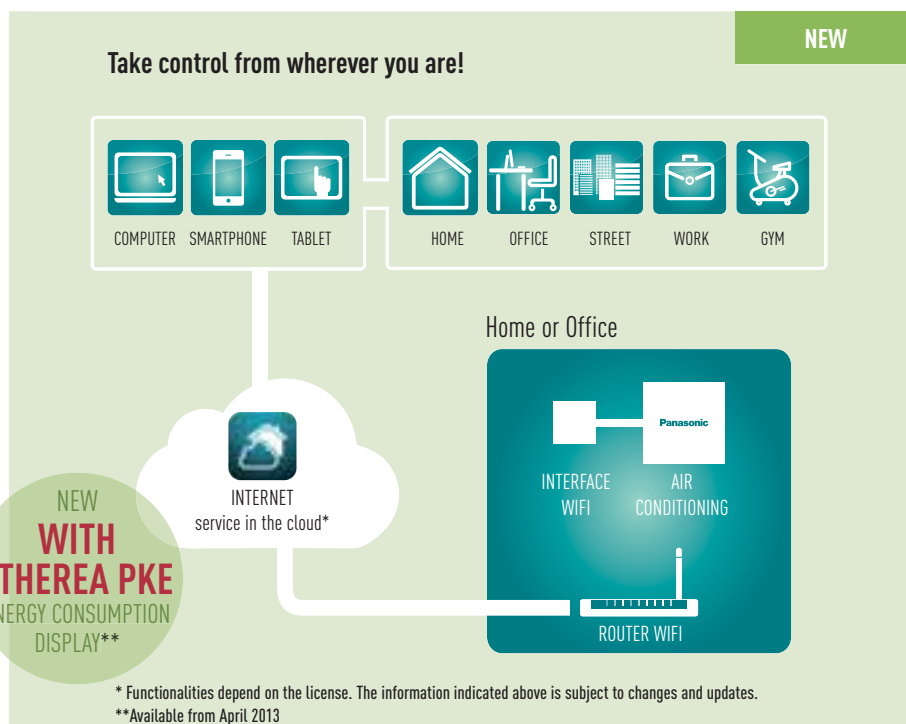 NEW
Take control from wherever you are!
COMPUTER SMARTPHONE TABLET
HOME OFFICE STREET WORK GYM
Home or Office
Panasonic
INTERFACE WIFI
AIR CONDITIONING
INTERNET
service in the cloud*
ROUTER WIFI
NEW
WITH
THEREA PKE
NERGY CONSUMPTION
DISPLAY**
* Functionalities depend on the license. The information indicated above is subject to changes and updates.
**Available from April 2013